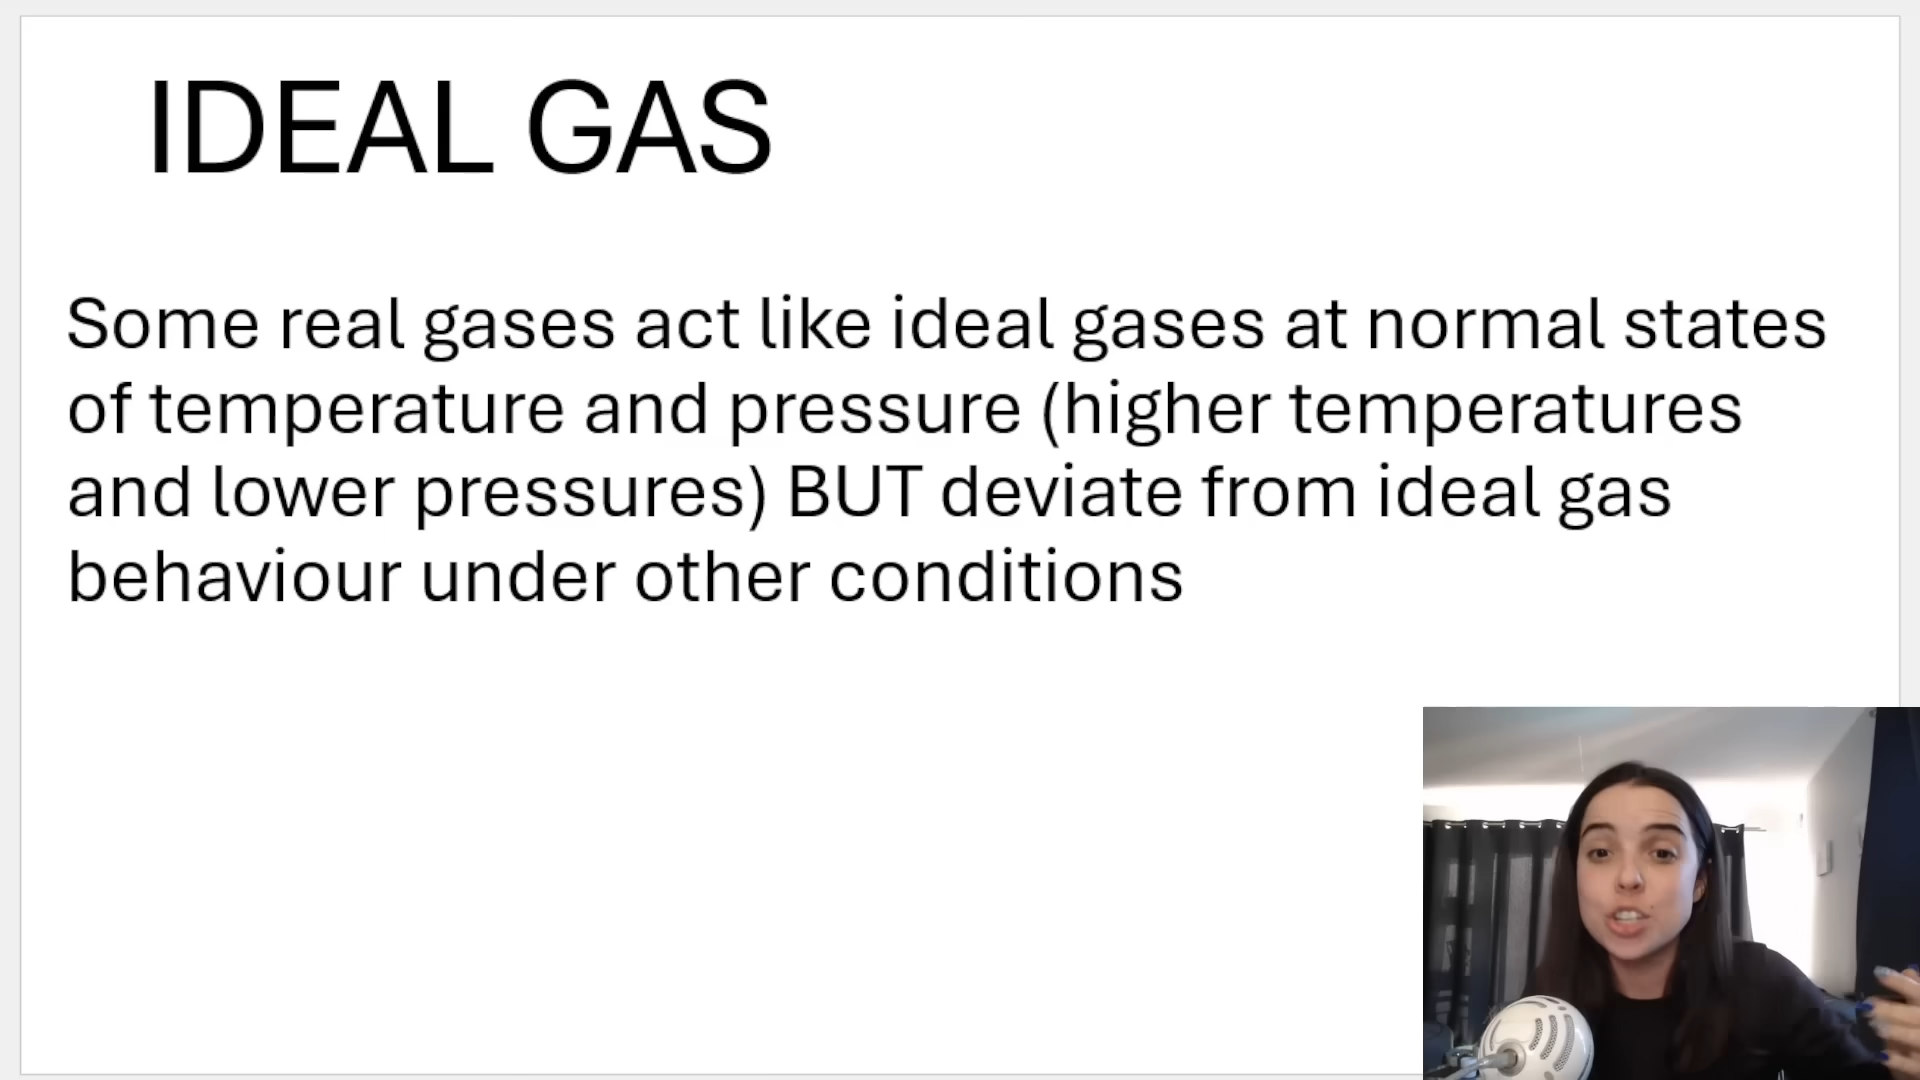 IDEAL GAS
Some real gases act like ideal gases at normal states
of temperature and pressure (higher temperatures
and lower pressures) BUT deviate from ideal gas
behaviour under other conditions